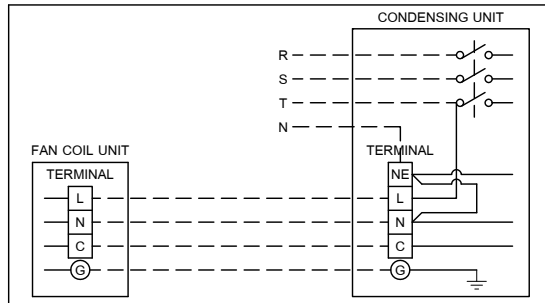 CONDENSING UNIT
R
S
T
N
FAN COIL UNIT
TERMINAL
TERMINAL
NE
L
L
N
N
C
C
G
G